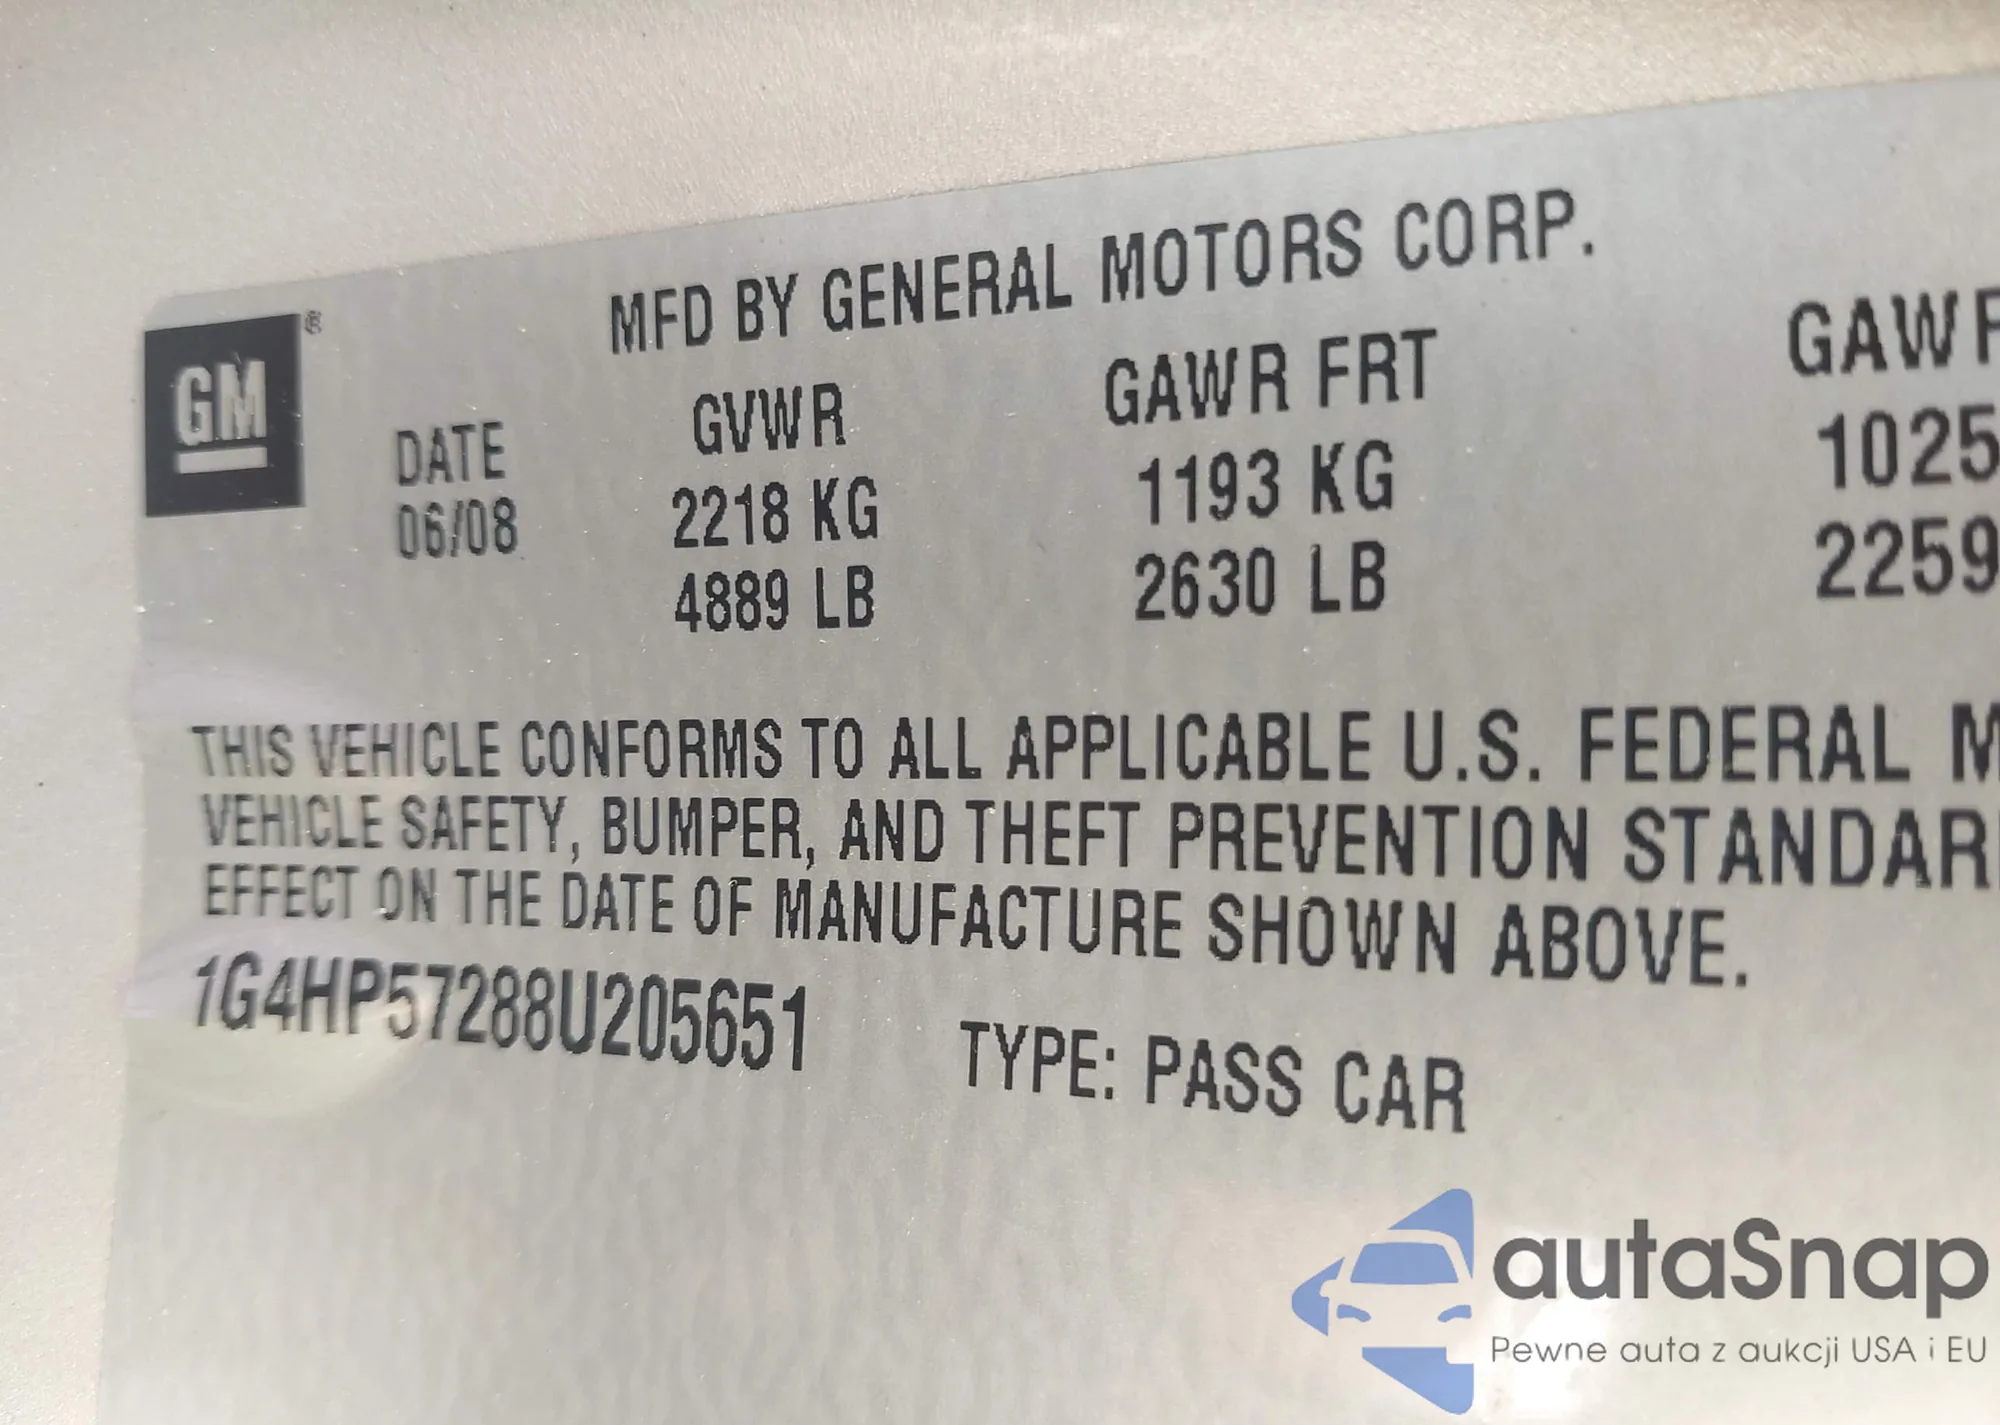 MFD BY GENERAL MOTORS CORP.
GM ®
DATE GVWR GAWR FRT
06/08 2218 KG 1193 KG 1025
4889 LB 2630 LB 2259
THIS VEHICLE CONFORMS TO ALL APPLICABLE U.S. FEDERAL
VEHICLE SAFETY, BUMPER, AND THEFT PREVENTION
EFFECT ON THE DATE OF MANUFACTURE SHOWN ABOVE.
1G4HP57288U205651 TYPE: PASS CAR
autaSnap
Pewne auta z aukcji USA i EU